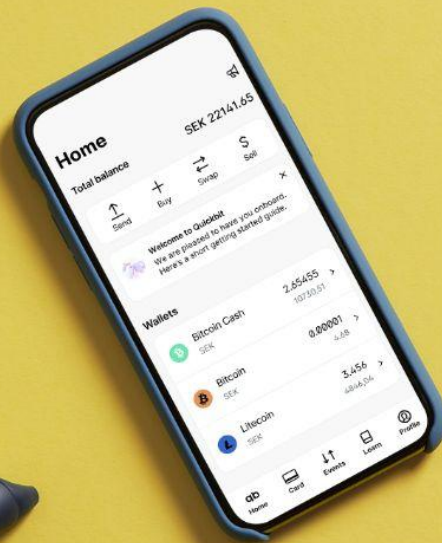 Home
Total balance
SEK 22141.65
Send
Buy
Swap
Sell
Welcome to Quickbit
We are pleased to have you onboard.
Here's a short getting started guide.
Wallets
Bitcoin Cash
2.65455
SEK
10730,51
Bitcoin
0.00001
SEK
4.68
Litecoin
3.456
SEK
4846,04
qb
Home
Card
Events
Learn
Profile